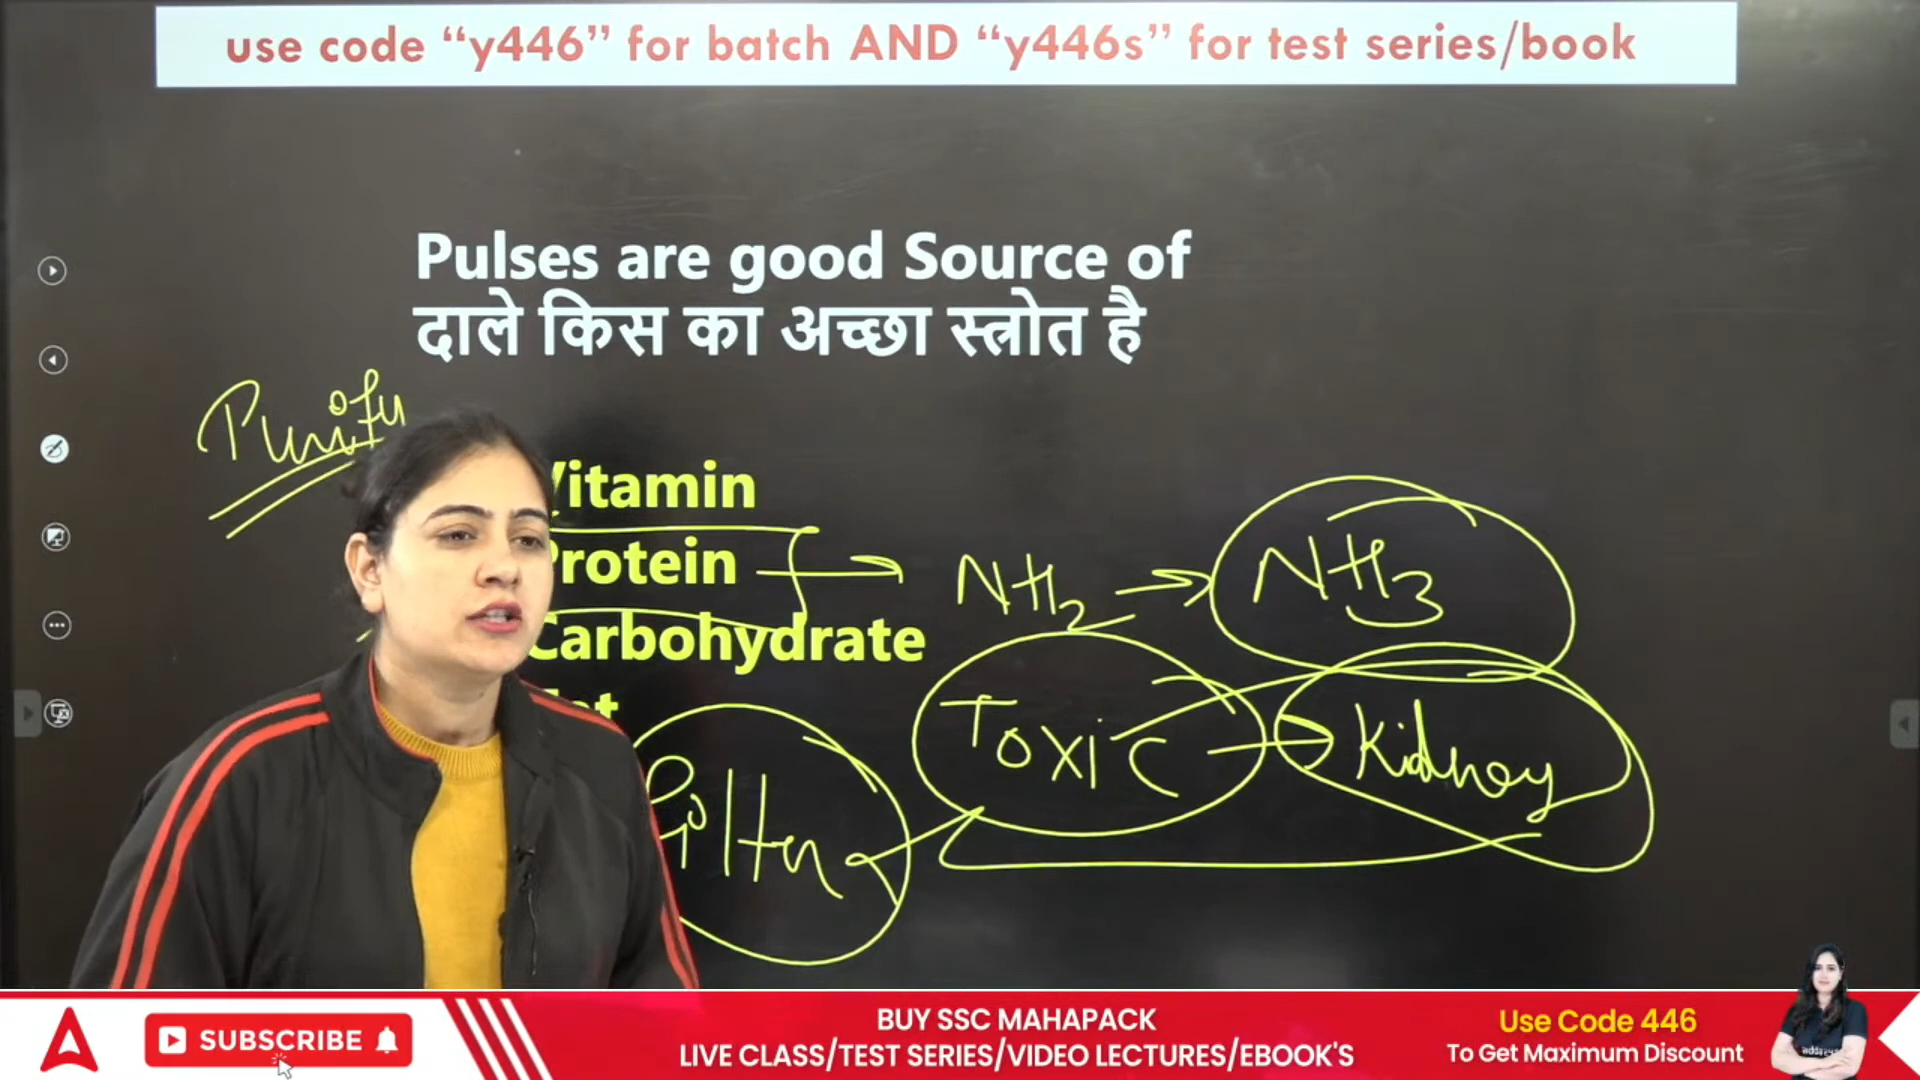 use code “y446” for batch AND “y446s” for test series/book
Pulses are good Source of
दाले किस का अच्छा स्त्रोत है
Purify
Vitamin
Protein → NH2 → NH3
Carbohydrate
Toxic → Kidney
Filter
SUBSCRIBE
BUY SSC MAHAPACK
LIVE CLASS/TEST SERIES/VIDEO LECTURES/EBOOK'S
Use Code 446
To Get Maximum Discount